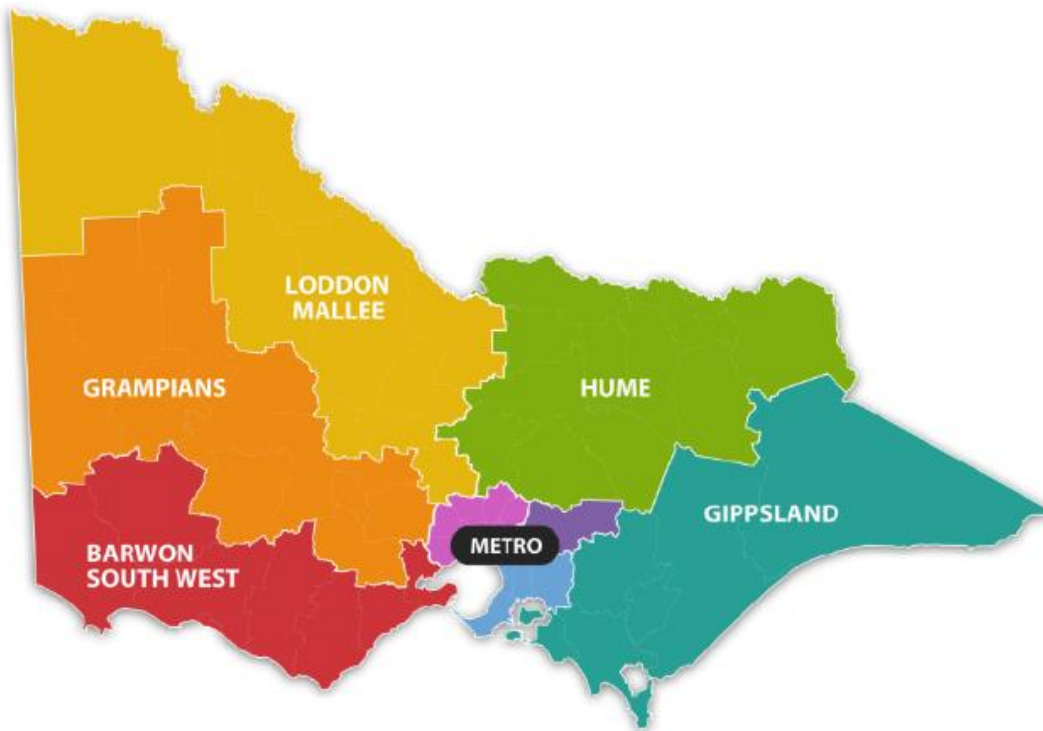 LODDON
MALLEE
GRAMPIANS
HUME
GIPPSLAND
METRO
BARWON
SOUTH WEST